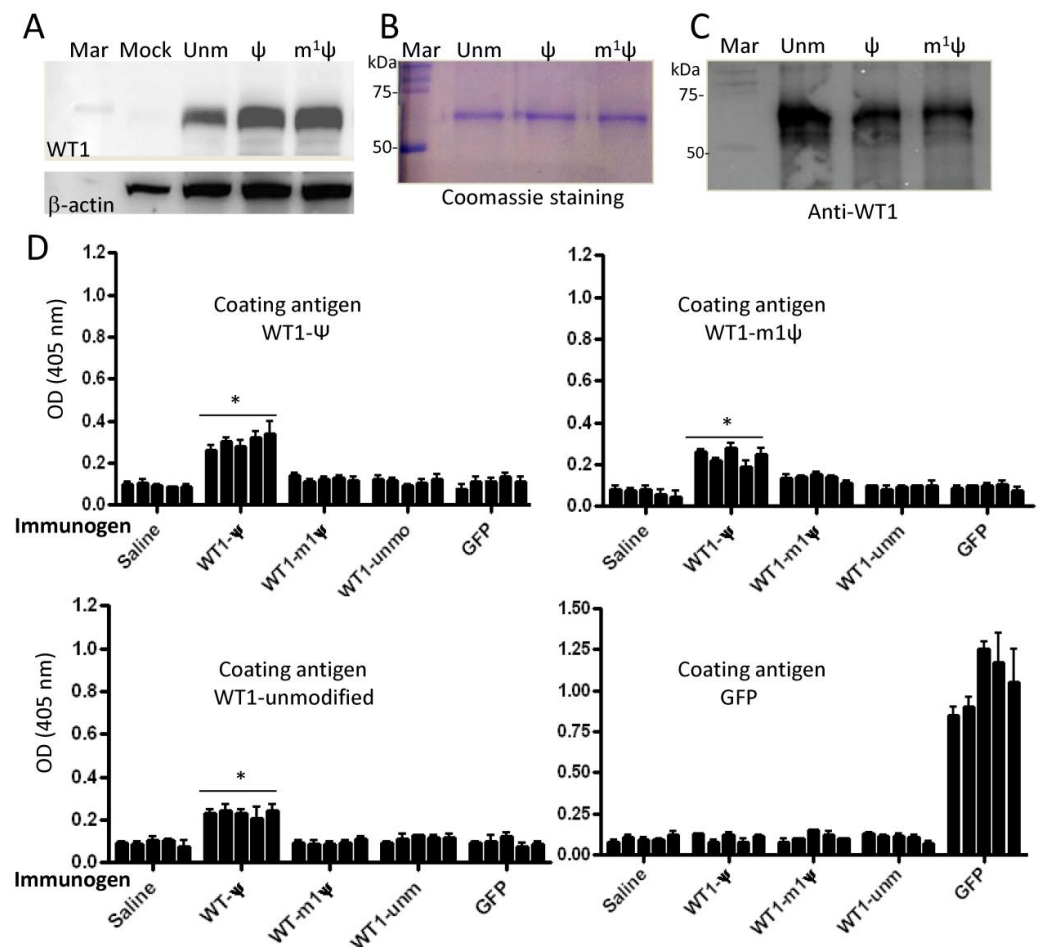 A
Mar Mock Unm ψ m¹ψ
WT1
β-actin
B
Mar Unm ψ m¹ψ
kDa
75-
50-
Coomassie staining
C
Mar Unm ψ m¹ψ
kDa
75-
50-
Anti-WT1
D
OD (405 nm)
1.2
1.0
0.8
0.6
0.4
0.2
0.0
Coating antigen
WT1-Ψ
*
Immunogen
Saline WT1-Ψ WT1-m1Ψ WT1-unmo GFP
1.2
1.0
0.8
0.6
0.4
0.2
0.0
Coating antigen
WT1-m1ψ
*
Saline WT1-Ψ WT1-m1Ψ WT1-unm GFP
OD (405 nm)
1.2
1.0
0.8
0.6
0.4
0.2
0.0
Coating antigen
WT1-unmodified
*
Immunogen
Saline WT-Ψ WT-m1Ψ WT1-unm GFP
1.50
1.25
1.00
0.75
0.50
0.25
0.00
Coating antigen
GFP
Saline WT1-Ψ WT1-m1Ψ WT1-unm GFP